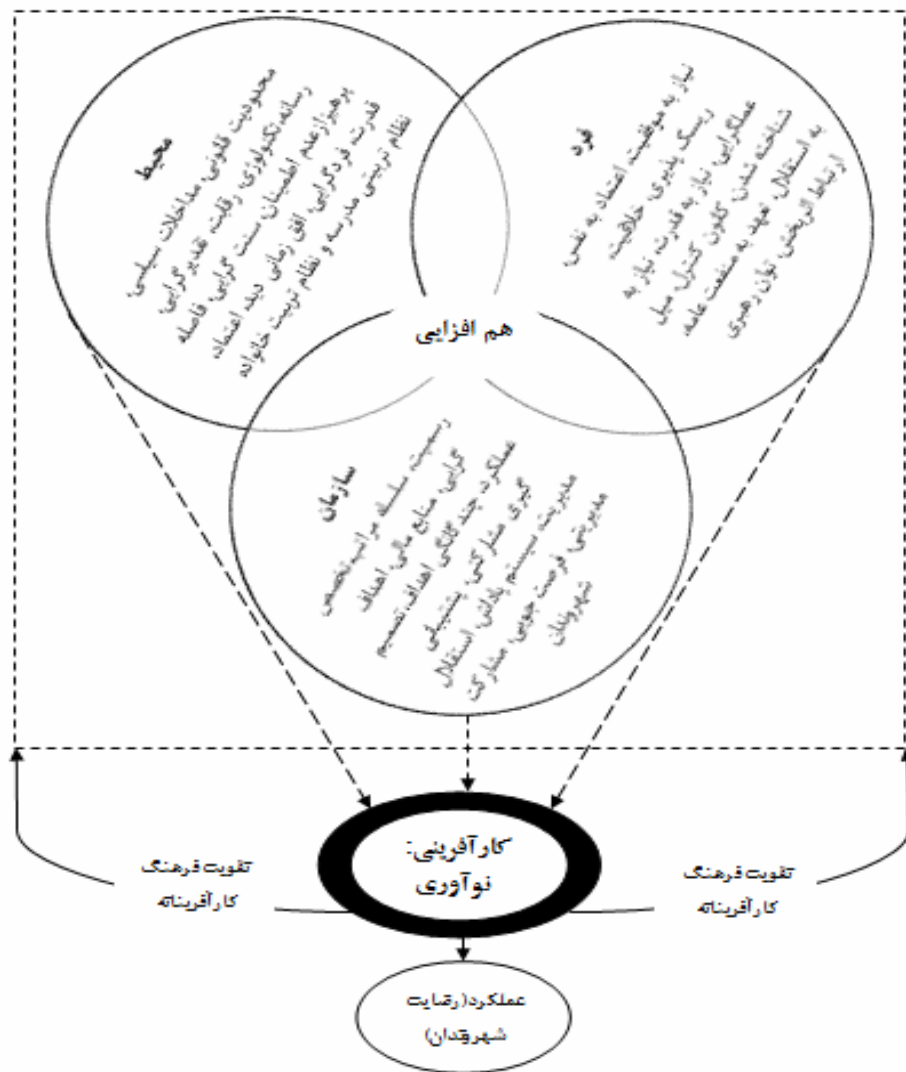 فرد
نیاز به موفقیت، اعتماد به نفس،
ریسک پذیری، خلاقیت،
عملگرایی، نیاز به قدرت، نیاز به
شناخته شدن، کانون کنترل، میل
به استقلال، تعهد به منفعت عامه،
ارتباط اثربخش، توان رهبری
محیط
محدودیت قانونی، مداخلات سیاسی،
رسانه، تکنولوژی، رقابت، تقدیرگرایی،
پرهیز از عدم اطمینان، سنت گرایی، فاصله
قدرت، فردگرایی، افق زمانی دید، اعتماد،
نظام تربیتی مدرسه و نظام تربیت خانواده
هم افزایی
سازمان
رسمیت، سلسله مراتب، تخصص
گرایی، منابع مالی، اهداف
عملکرد، چندگانگی اهداف، تصمیم
گیری مشارکتی، پشتیبانی
مدیریت، سیستم پاداش، استقلال
مدیریتی، فرصت جویی، مشارکت
شهروندان
کارآفرینی:
نوآوری
تقویت فرهنگ
کارآفرینانه
تقویت فرهنگ
کارآفرینانه
عملکرد(رضایت
شهروندان)